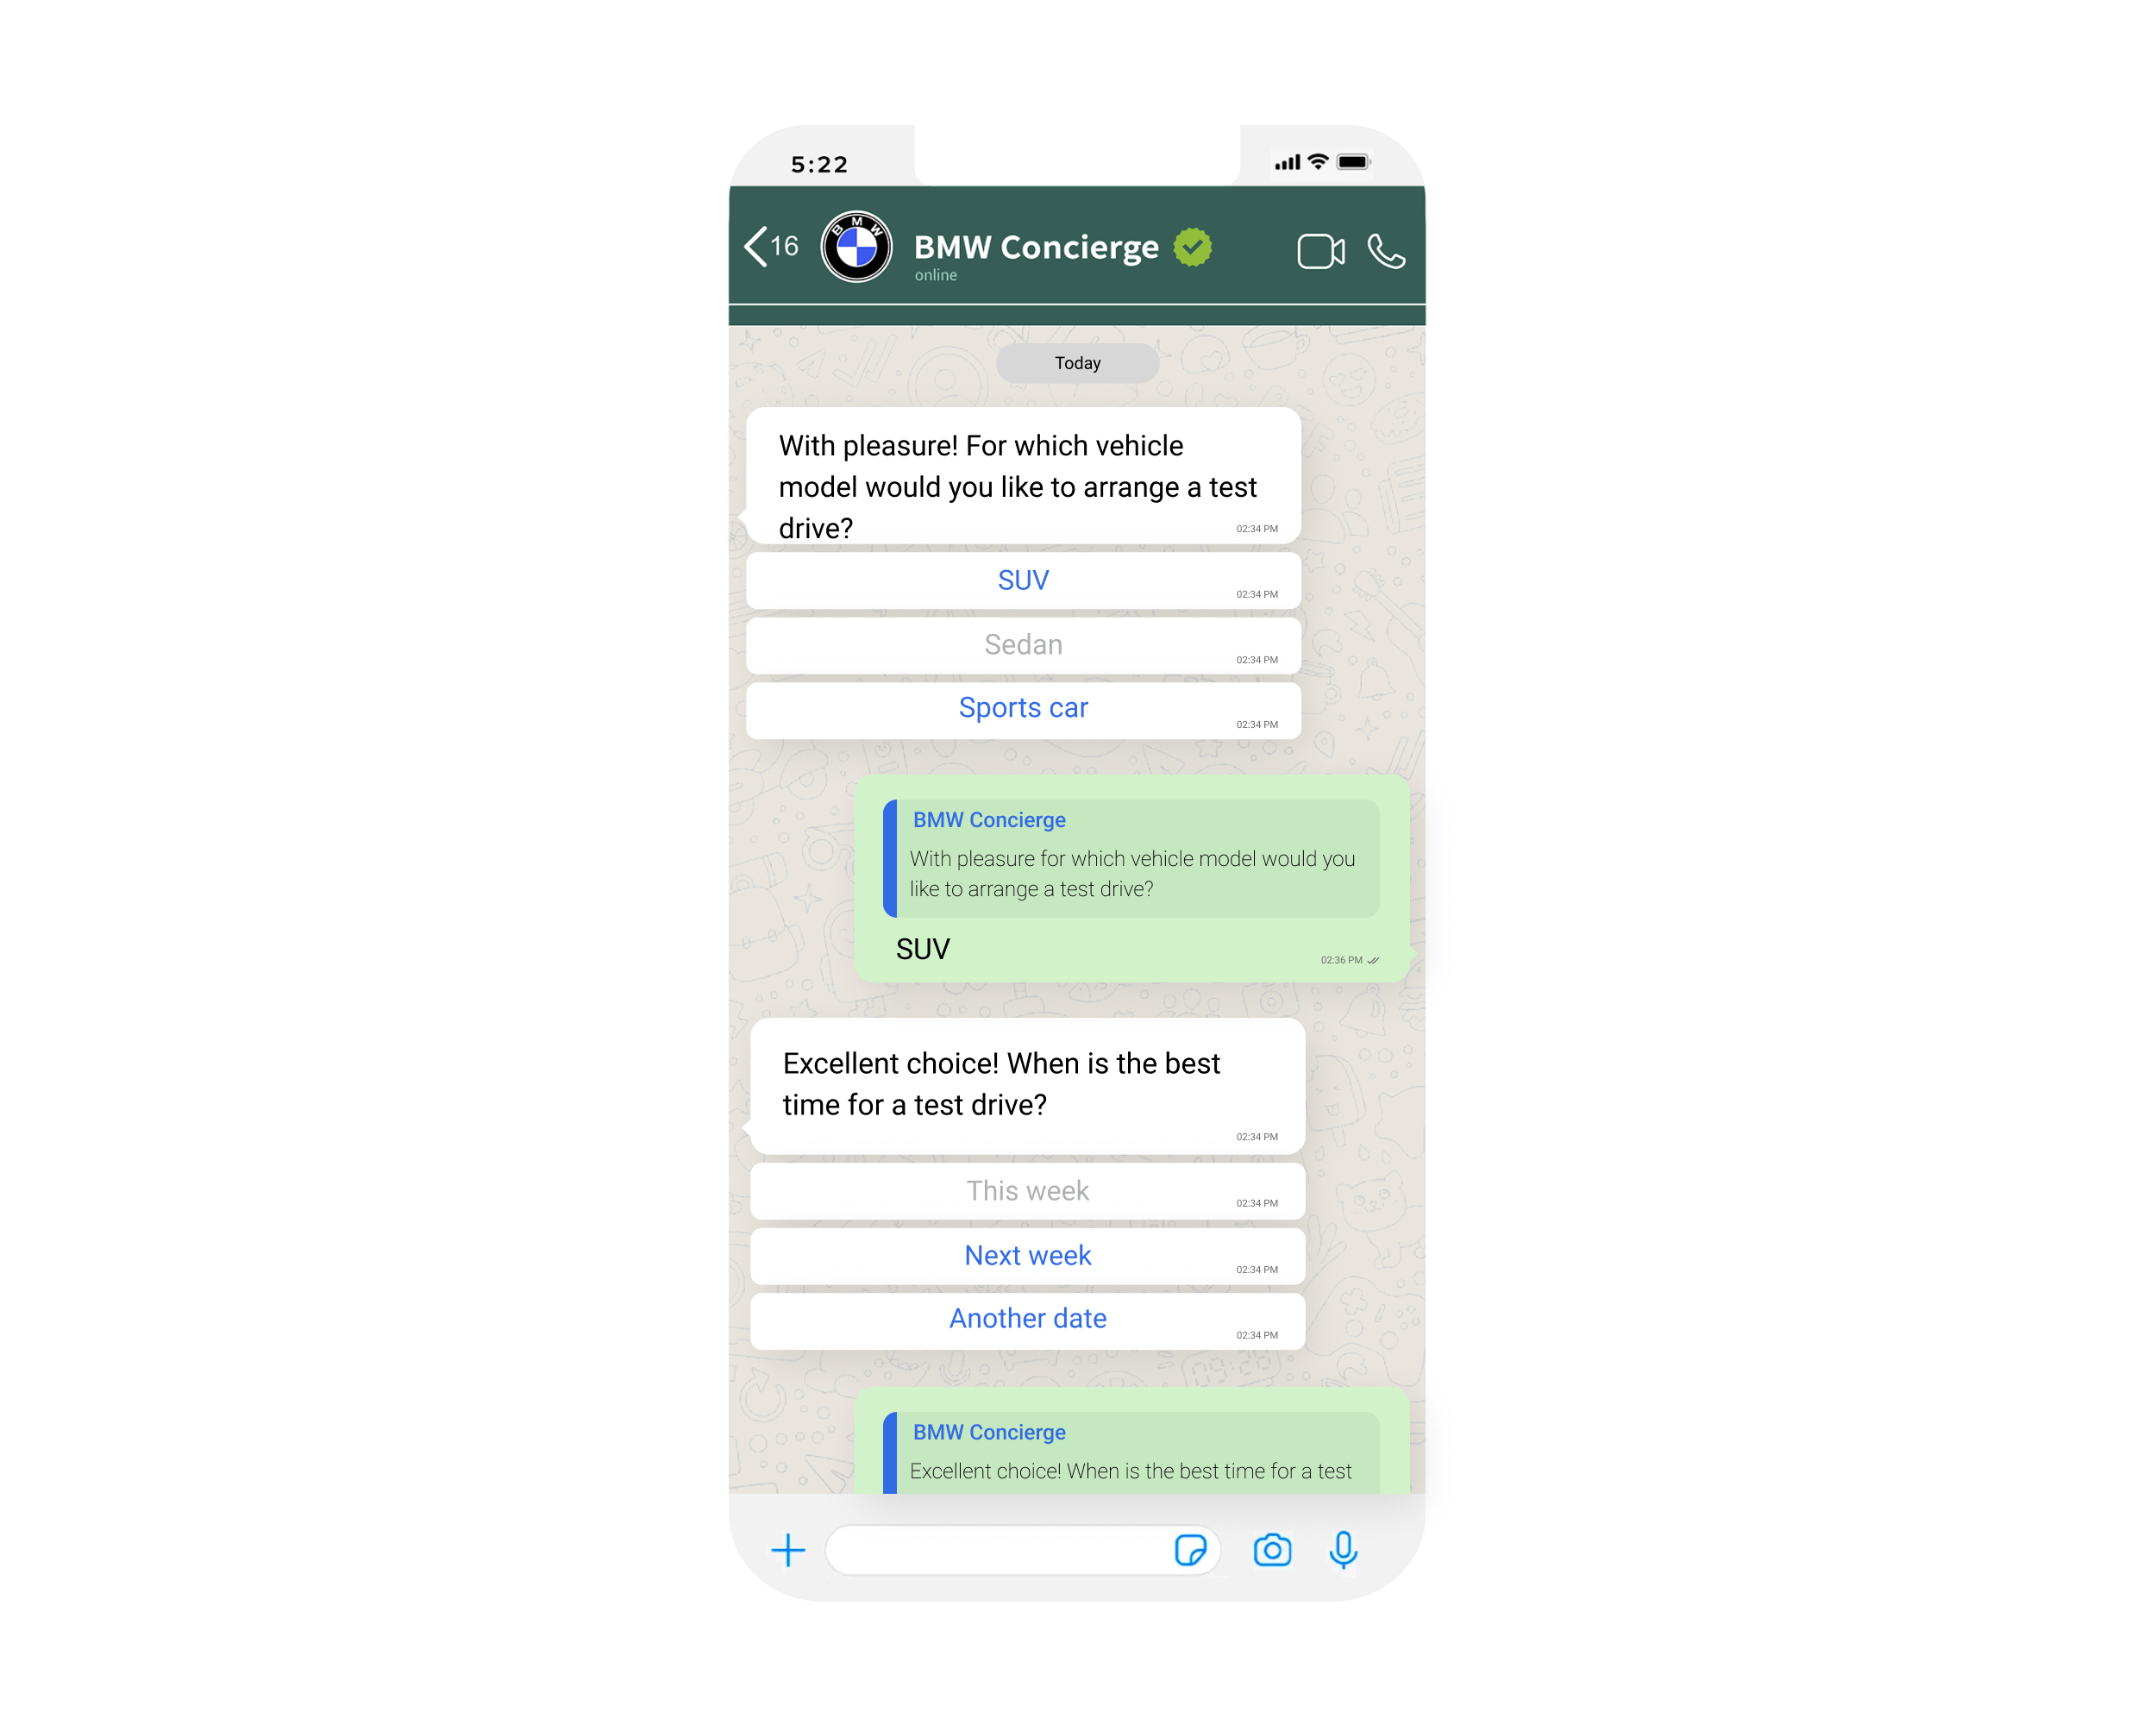 5:22
16
BMW
BMW Concierge
online
Today
With pleasure! For which vehicle
model would you like to arrange a test
drive?
02:34 PM
SUV
02:34 PM
Sedan
02:34 PM
Sports car
02:34 PM
BMW Concierge
With pleasure for which vehicle model would you
like to arrange a test drive?
SUV
02:36 PM
Excellent choice! When is the best
time for a test drive?
02:34 PM
This week
02:34 PM
Next week
02:34 PM
Another date
02:34 PM
BMW Concierge
Excellent choice! When is the best time for a test